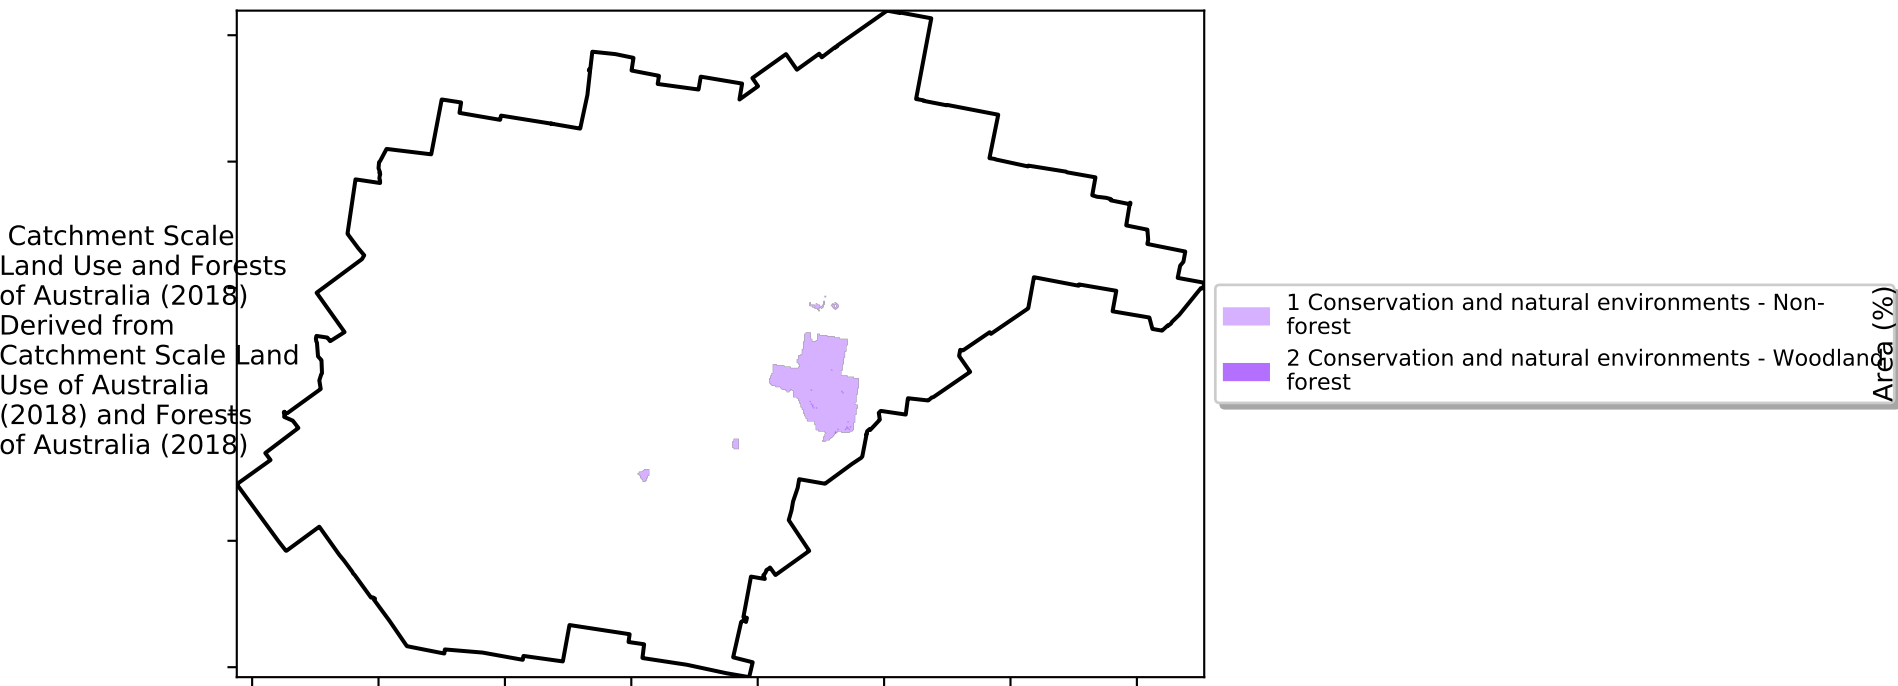 Catchment Scale
Land Use and Forests
of Australia (2018)
Derived from
Catchment Scale Land
Use of Australia
(2018) and Forests
of Australia (2018)
1 Conservation and natural environments - Non-
forest
2 Conservation and natural environments - Woodland
forest
Area (%)